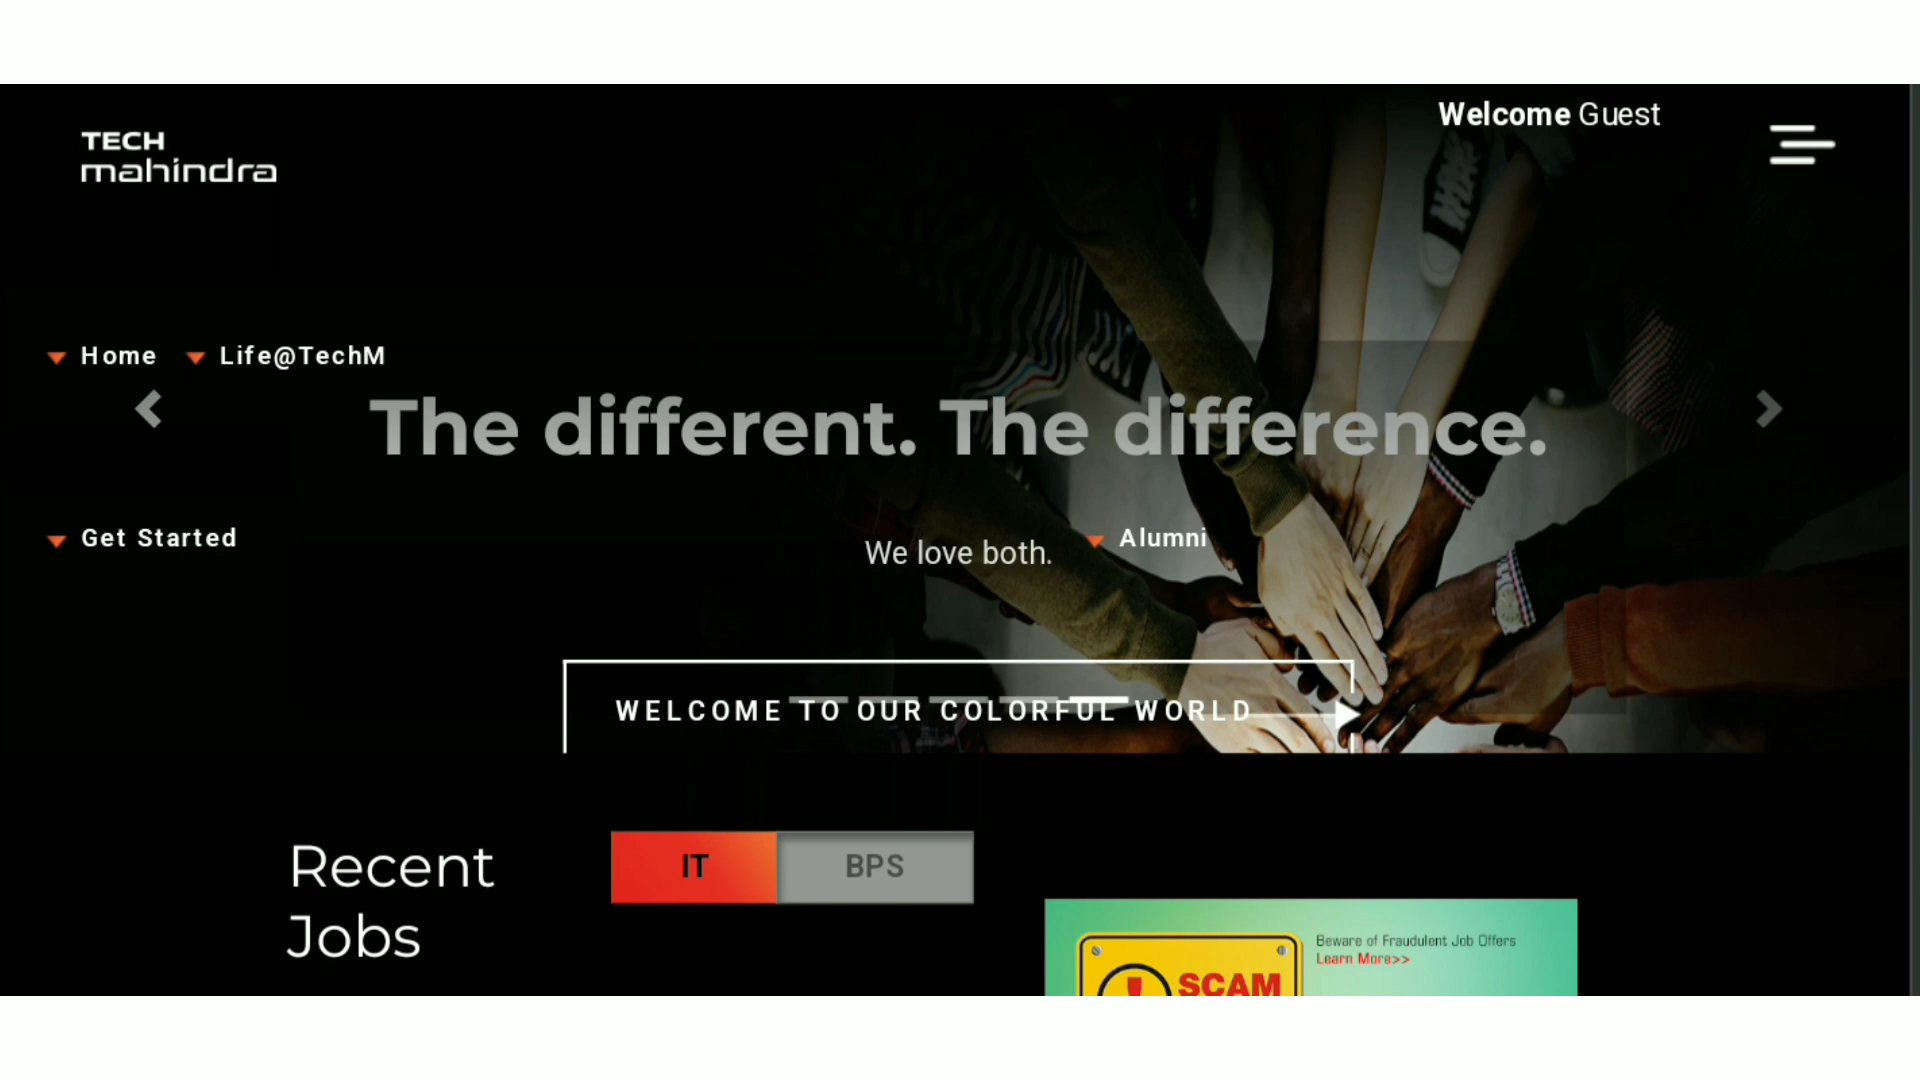 Welcome Guest
TECH
mahindra
Home Life@TechM
The different. The difference.
Get Started
We love both.
Alumni
WELCOME TO OUR COLORFUL WORLD
Recent
Jobs
IT BPS
Beware of Fraudulent Job Offers
Learn More>>
SCAM